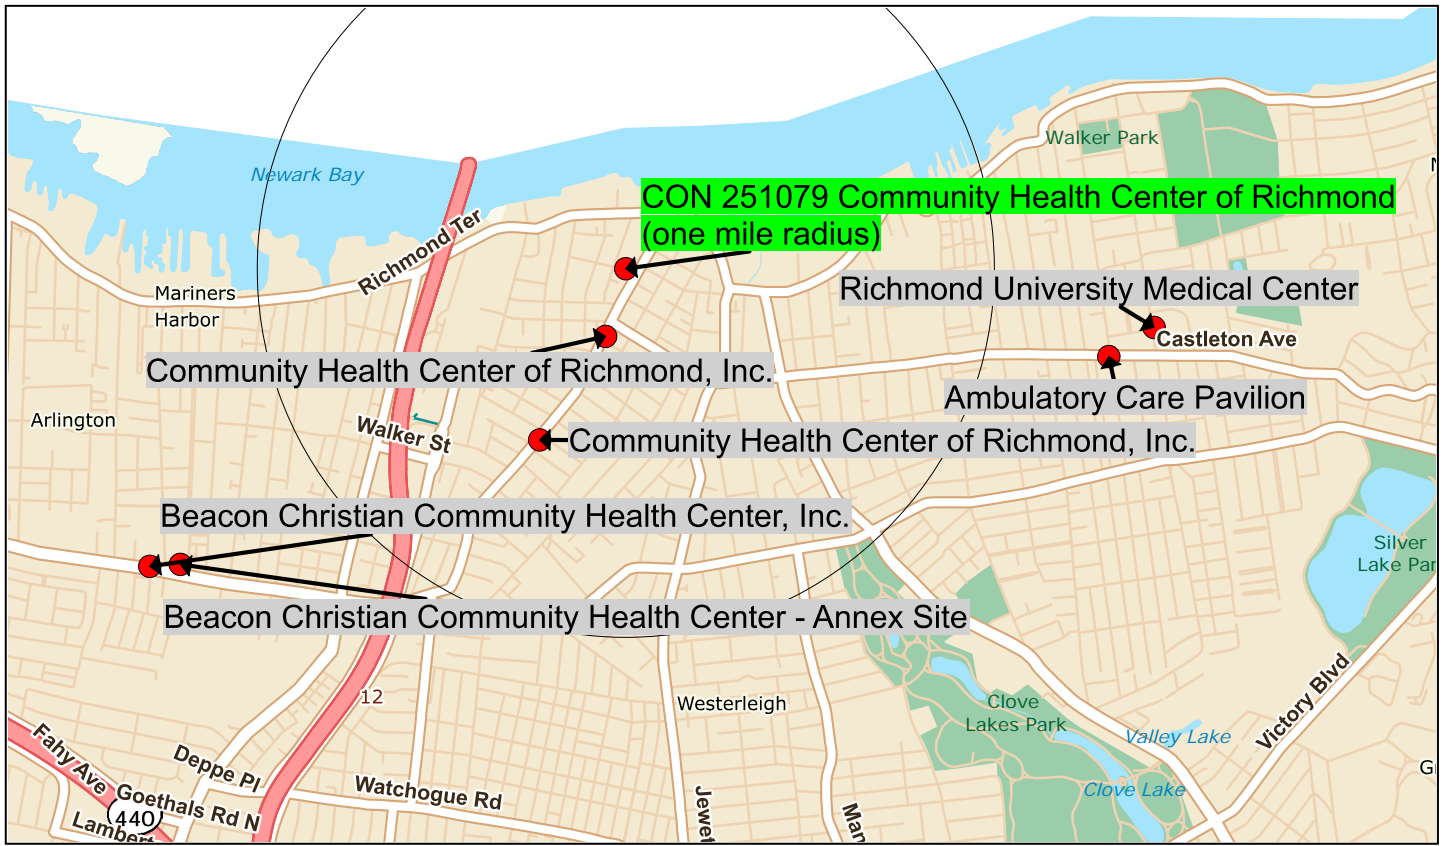 Walker Park
Newark Bay
CON 251079 Community Health Center of Richmond
(one mile radius)
Richmond Ter
Richmond University Medical Center
Mariners
Harbor
Castleton Ave
Community Health Center of Richmond, Inc.
Ambulatory Care Pavilion
Arlington
Walker St
Community Health Center of Richmond, Inc.
Beacon Christian Community Health Center, Inc.
Silver
Lake Par
Beacon Christian Community Health Center - Annex Site
12
Westerleigh
Clove
Lakes Park
Victory Blvd
Valley Lake
Fahy Ave
Deppe Pl
Goethals Rd N
Watchogue Rd
Clove Lake
440
Lambert
Jewet
Man
G